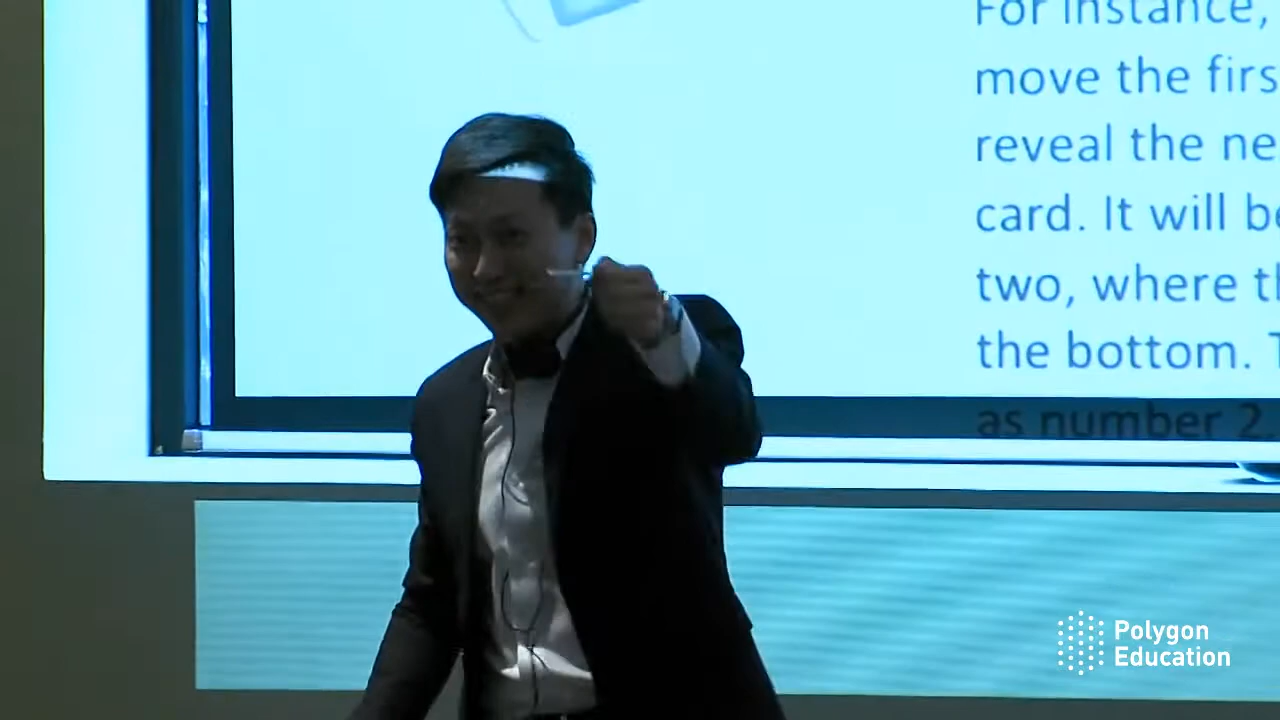 For instance,
move the firs
reveal the ne
card. It will be
two, where th
the bottom. T
as number 2.
Polygon
Education